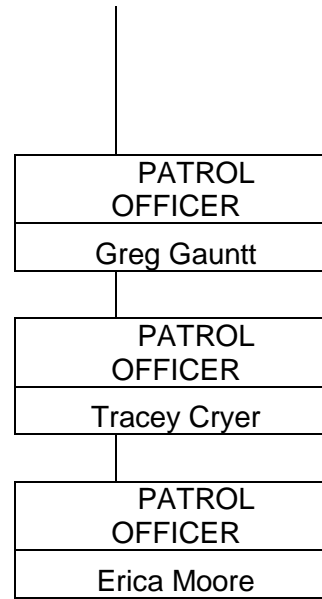 PATROL
OFFICER
Greg Gauntt
PATROL
OFFICER
Tracey Cryer
PATROL
OFFICER
Erica Moore